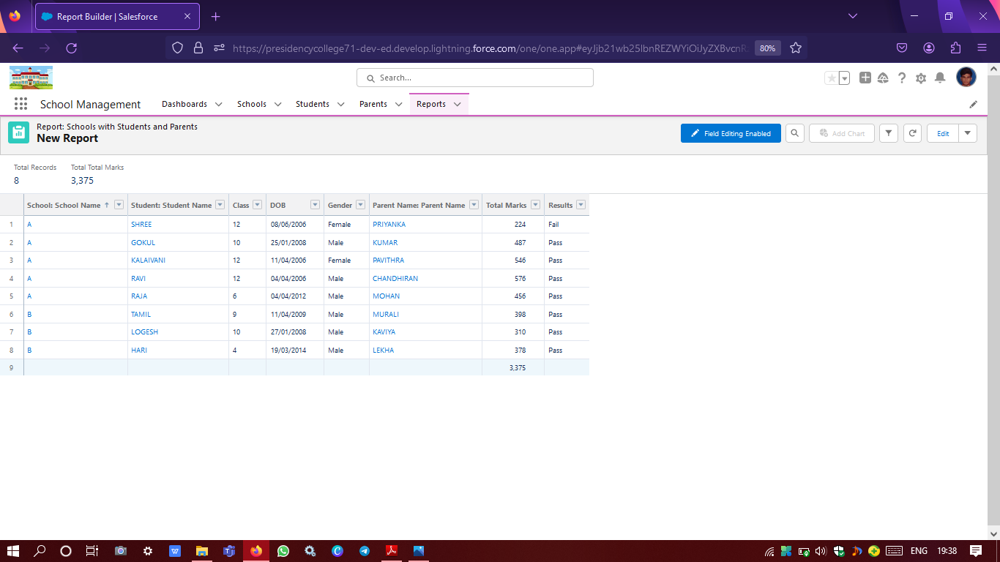 Report Builder | Salesforce
https://presidencycollege71-dev-ed.develop.lightning.force.com/one/one.app#eyJjb21wb25lbnREZWYiOiJyZXBvcnR 80%
Search...
School Management Dashboards Schools Students Parents Reports
Report: Schools with Students and Parents
New Report
Field Editing Enabled Add Chart Edit
Total Records Total Total Marks
8 3,375
School: School Name ↑ Student: Student Name Class DOB Gender Parent Name: Parent Name Total Marks Results
1 A SHREE 12 08/06/2006 Female PRIYANKA 224 Fail
2 A GOKUL 10 25/01/2008 Male KUMAR 487 Pass
3 A KALAIVANI 12 11/04/2006 Female PAVITHRA 546 Pass
4 A RAVI 12 04/04/2006 Male CHANDHIRAN 576 Pass
5 A RAJA 6 04/04/2012 Male MOHAN 456 Pass
6 B TAMIL 9 11/04/2009 Male MURALI 398 Pass
7 B LOGESH 10 27/01/2008 Male KAVIYA 310 Pass
8 B HARI 4 19/03/2014 Male LEKHA 378 Pass
9 3,375
ENG 19:38